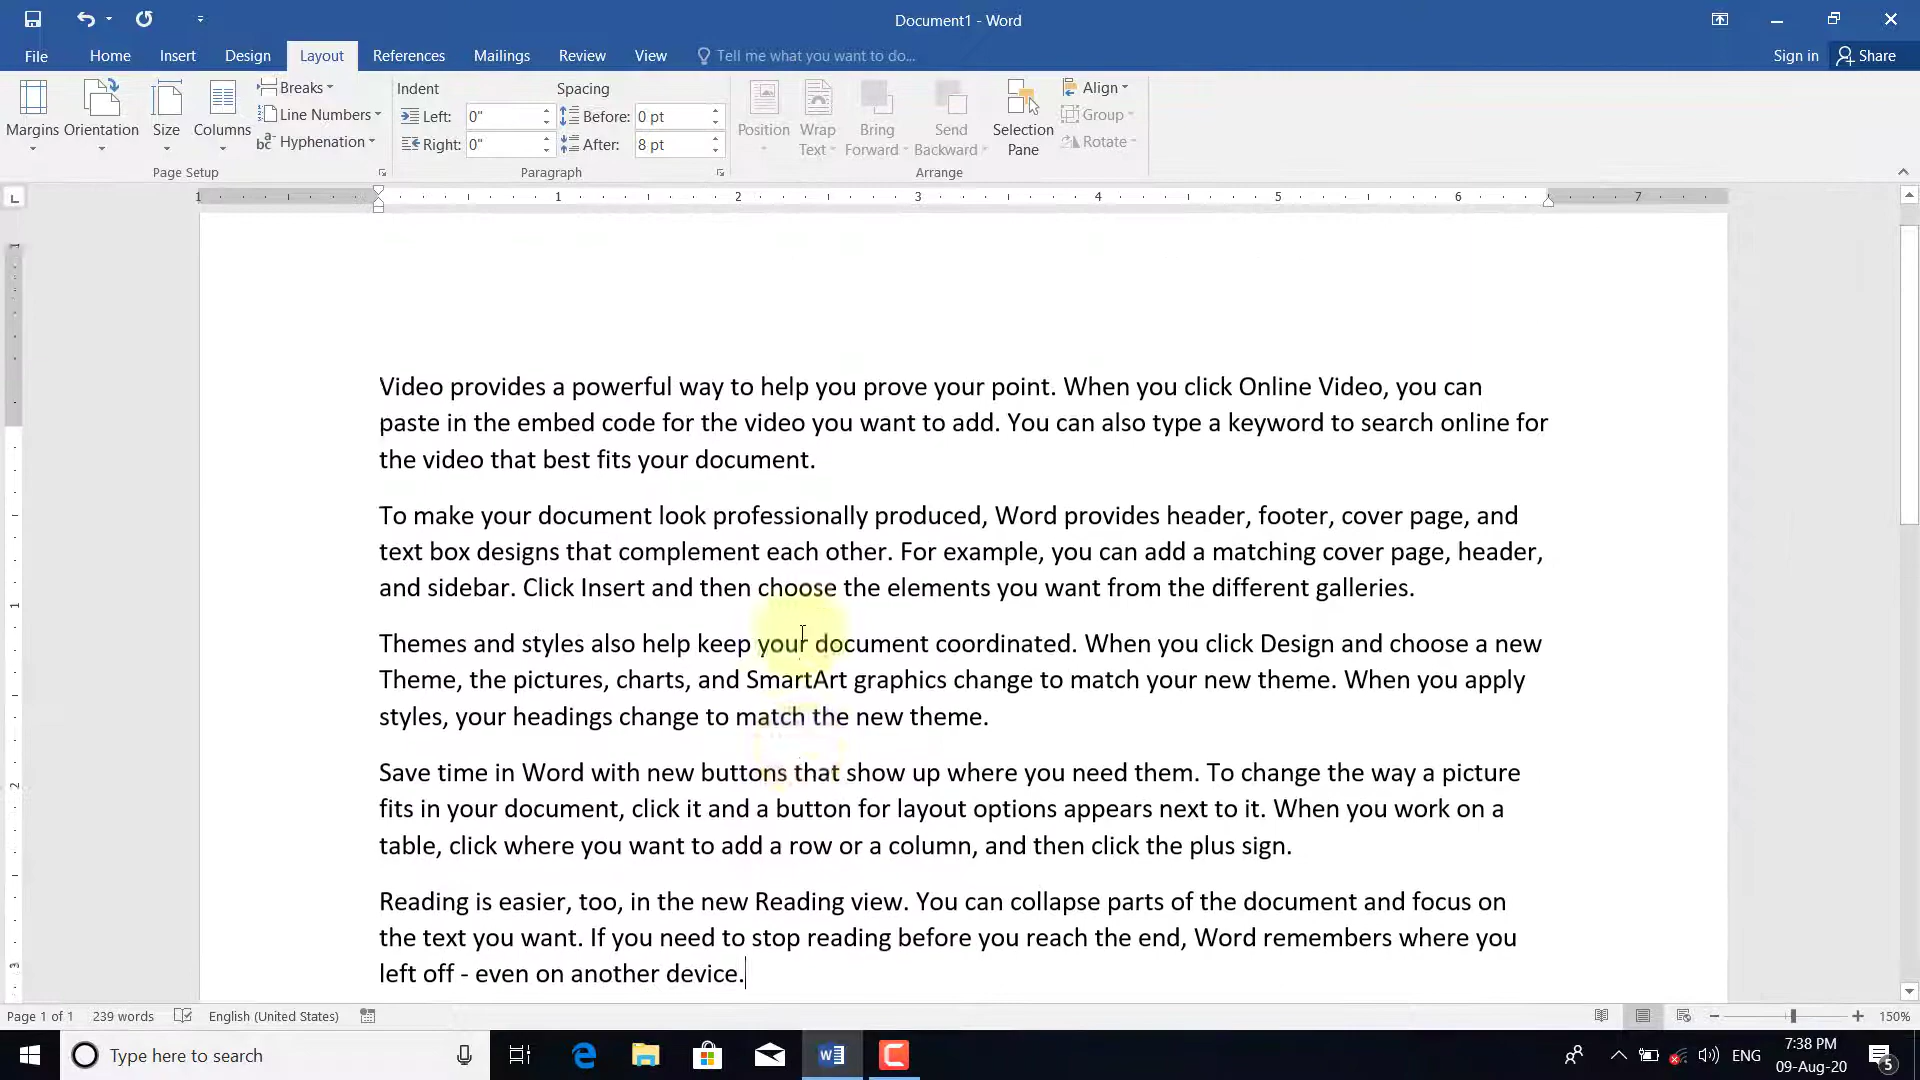 Document1 - Word
File Home Insert Design Layout References Mailings Review View Tell me what you want to do... Sign in Share
Margins Orientation Size Columns Breaks Line Numbers Hyphenation
Page Setup
Indent Spacing
Left: 0" Before: 0 pt
Right: 0" After: 8 pt
Paragraph
Position Wrap Text Bring Forward Send Backward Selection Pane Align Group Rotate
Arrange
1 1 2 3 4 5 6 7
Video provides a powerful way to help you prove your point. When you click Online Video, you can
paste in the embed code for the video you want to add. You can also type a keyword to search online for
the video that best fits your document.
To make your document look professionally produced, Word provides header, footer, cover page, and
text box designs that complement each other. For example, you can add a matching cover page, header,
and sidebar. Click Insert and then choose the elements you want from the different galleries.
Themes and styles also help keep your document coordinated. When you click Design and choose a new
Theme, the pictures, charts, and SmartArt graphics change to match your new theme. When you apply
styles, your headings change to match the new theme.
Save time in Word with new buttons that show up where you need them. To change the way a picture
fits in your document, click it and a button for layout options appears next to it. When you work on a
table, click where you want to add a row or a column, and then click the plus sign.
Reading is easier, too, in the new Reading view. You can collapse parts of the document and focus on
the text you want. If you need to stop reading before you reach the end, Word remembers where you
left off - even on another device.
1
1
2
3
Page 1 of 1 239 words English (United States) 150%
Type here to search ENG 7:38 PM
09-Aug-20 5